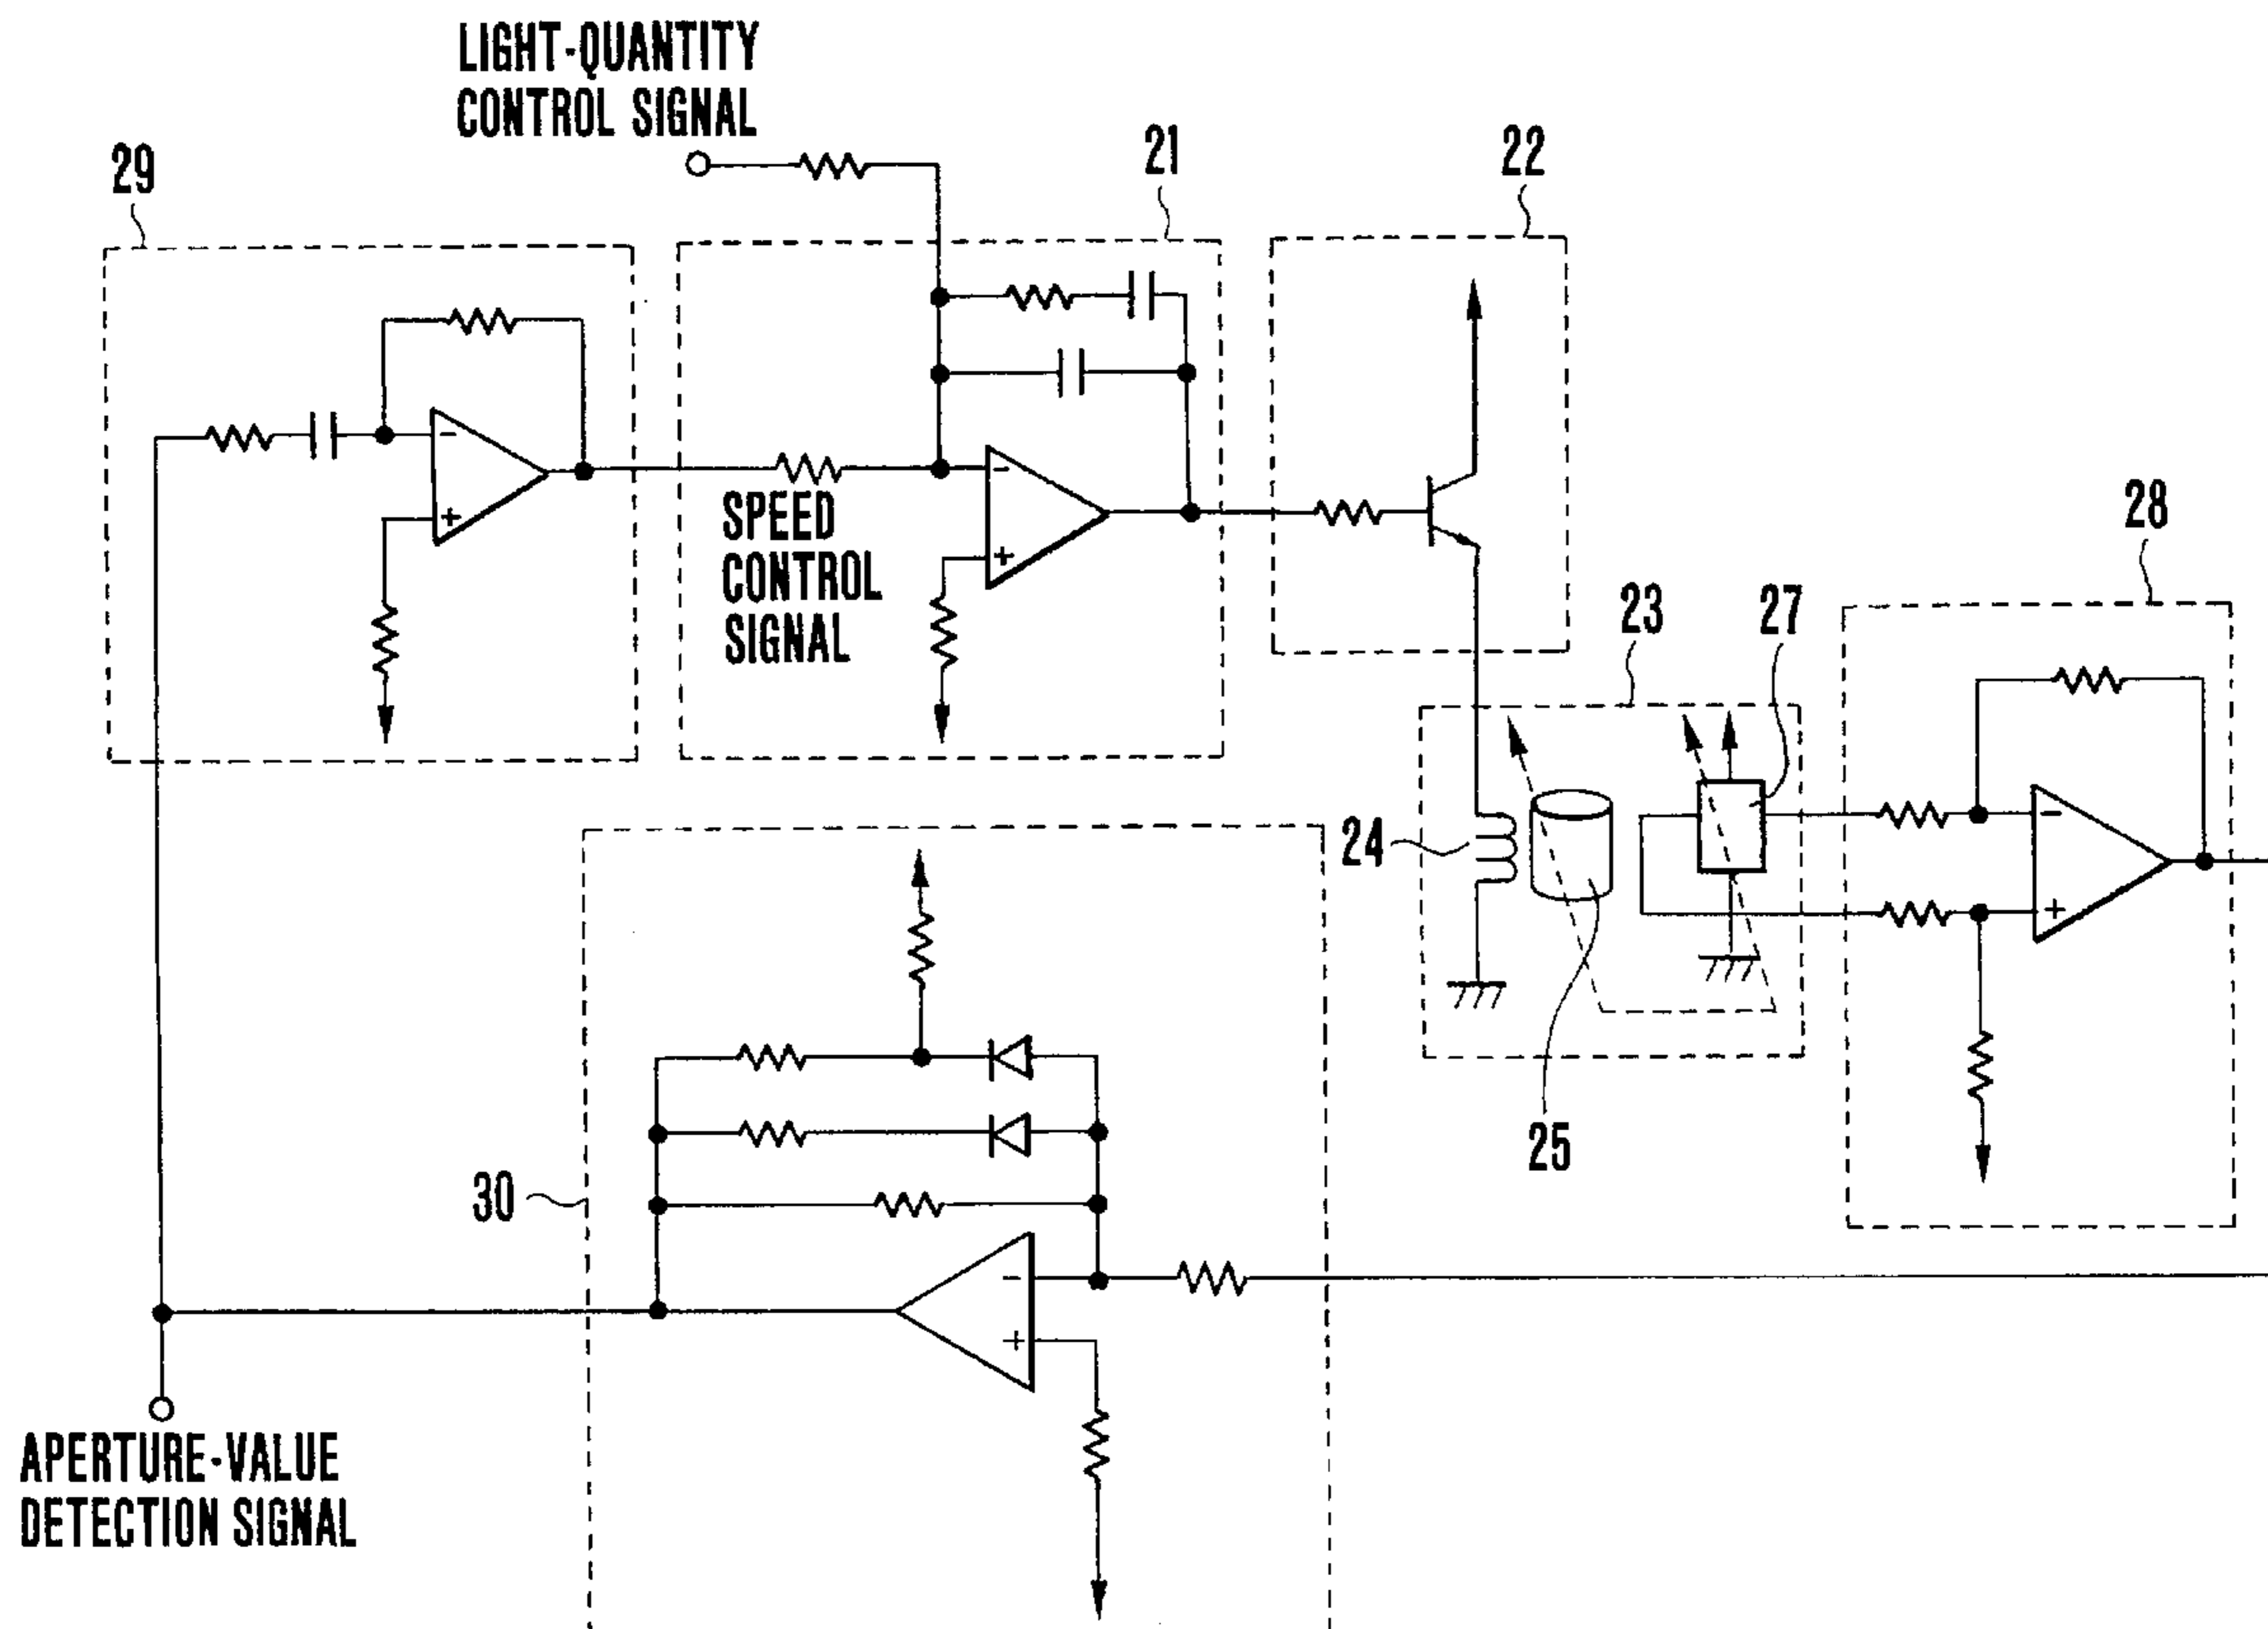 LIGHT-QUANTITY
CONTROL SIGNAL
29
21
22
-
+
SPEED
CONTROL
SIGNAL
-
+
28
23
27
24
-
+
25
30
-
+
APERTURE-VALUE
DETECTION SIGNAL